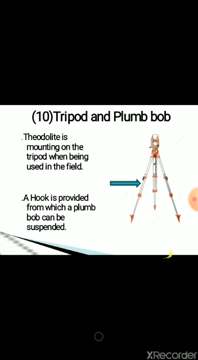 (10)Tripod and Plumb bob
.Theodolite is
mounting on the
tripod when being
used in the field.
.A Hook is provided
from which a plumb
bob can be
suspended.
XRecorder